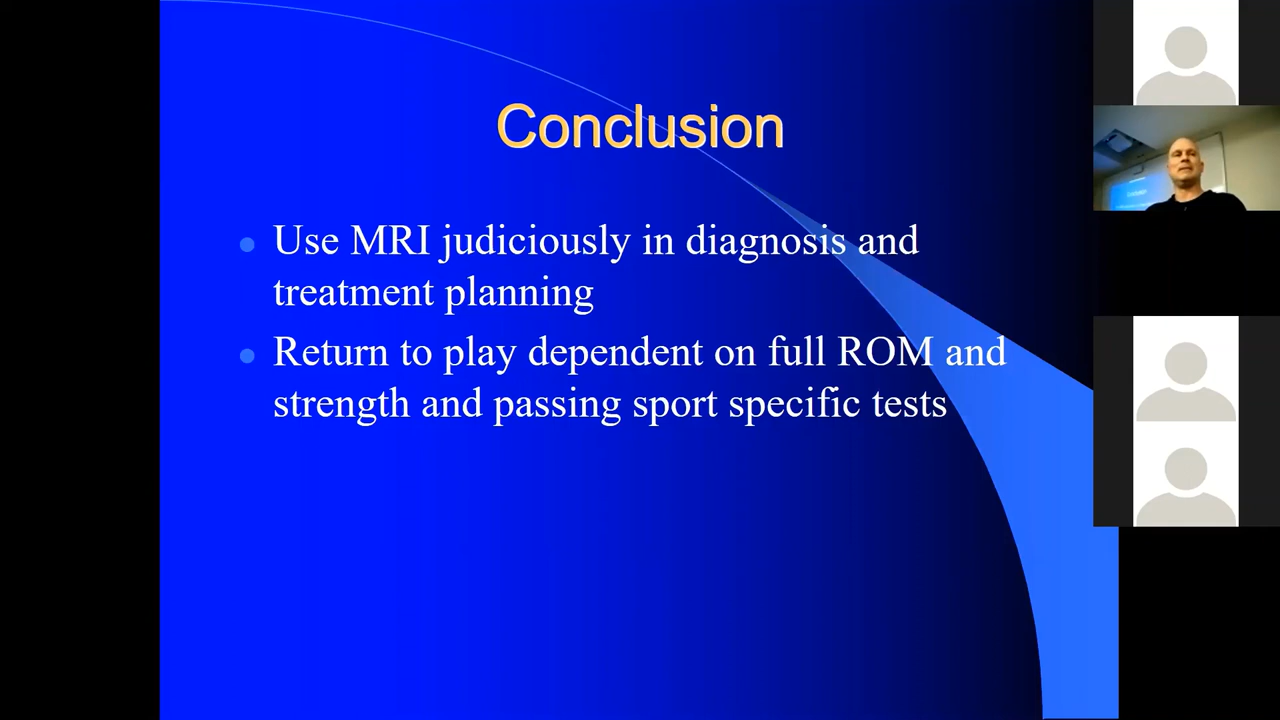 Conclusion
Use MRI judiciously in diagnosis and
treatment planning
Return to play dependent on full ROM and
strength and passing sport specific tests